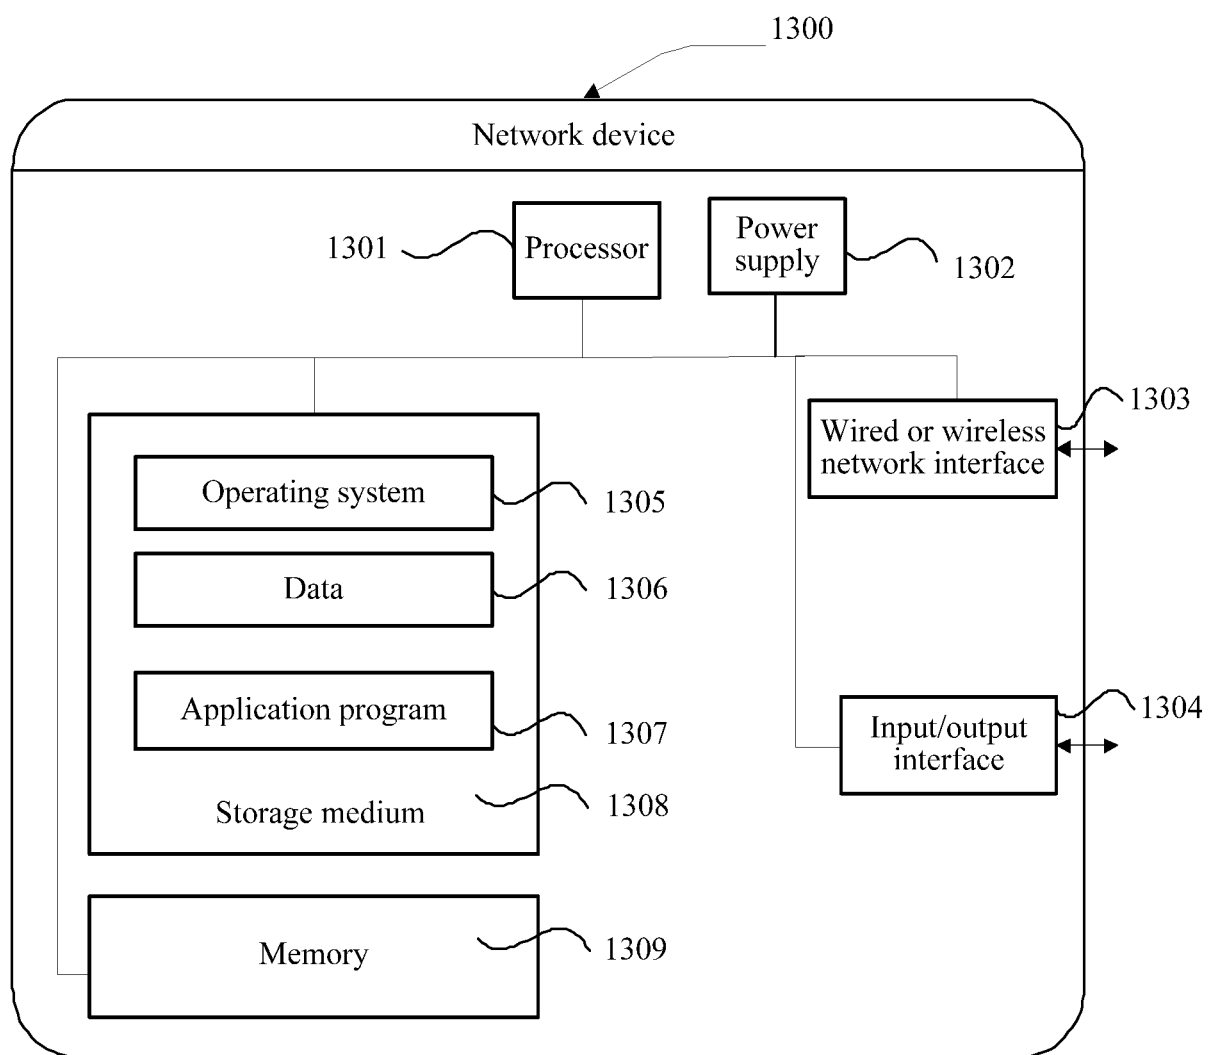 1300
Network device
1301
Processor
Power
supply
1302
1303
Wired or wireless
network interface
Operating system
1305
Data
1306
Application program
1307
1304
Input/output
interface
Storage medium
1308
Memory
1309